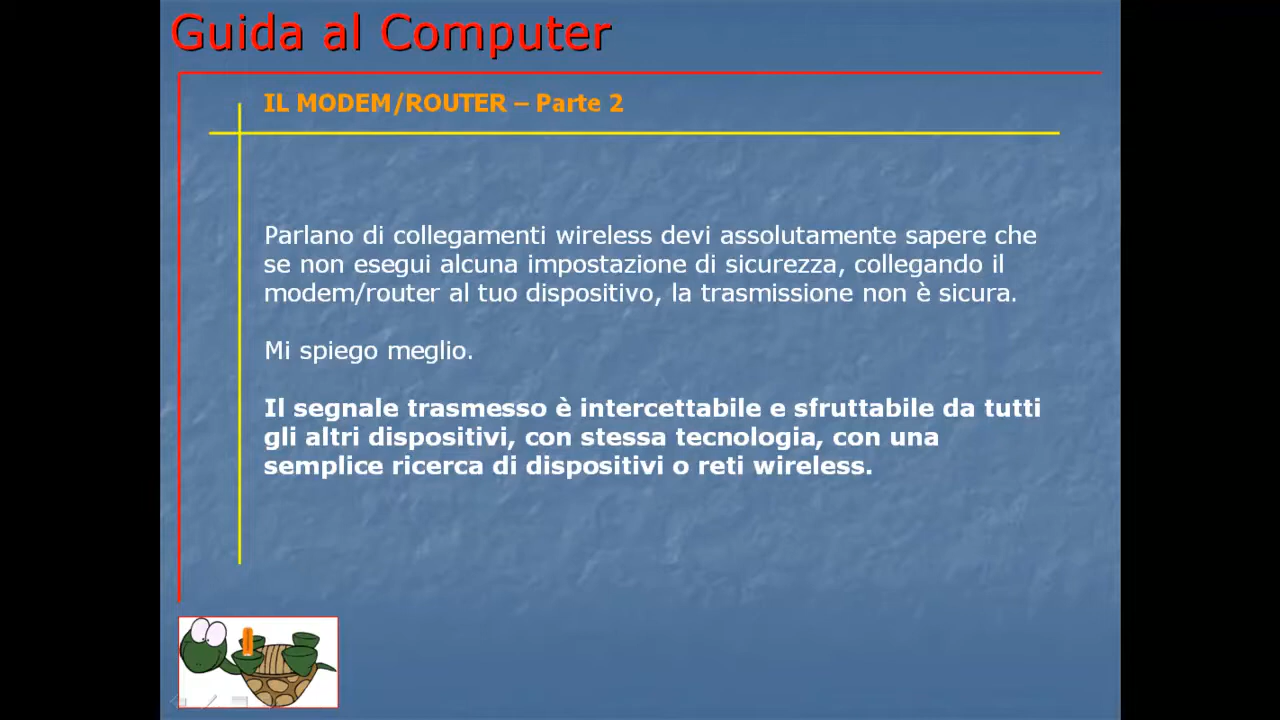 Guida al Computer
IL MODEM/ROUTER – Parte 2
Parlano di collegamenti wireless devi assolutamente sapere che
se non esegui alcuna impostazione di sicurezza, collegando il
modem/router al tuo dispositivo, la trasmissione non è sicura.
Mi spiego meglio.
Il segnale trasmesso è intercettabile e sfruttabile da tutti
gli altri dispositivi, con stessa tecnologia, con una
semplice ricerca di dispositivi o reti wireless.